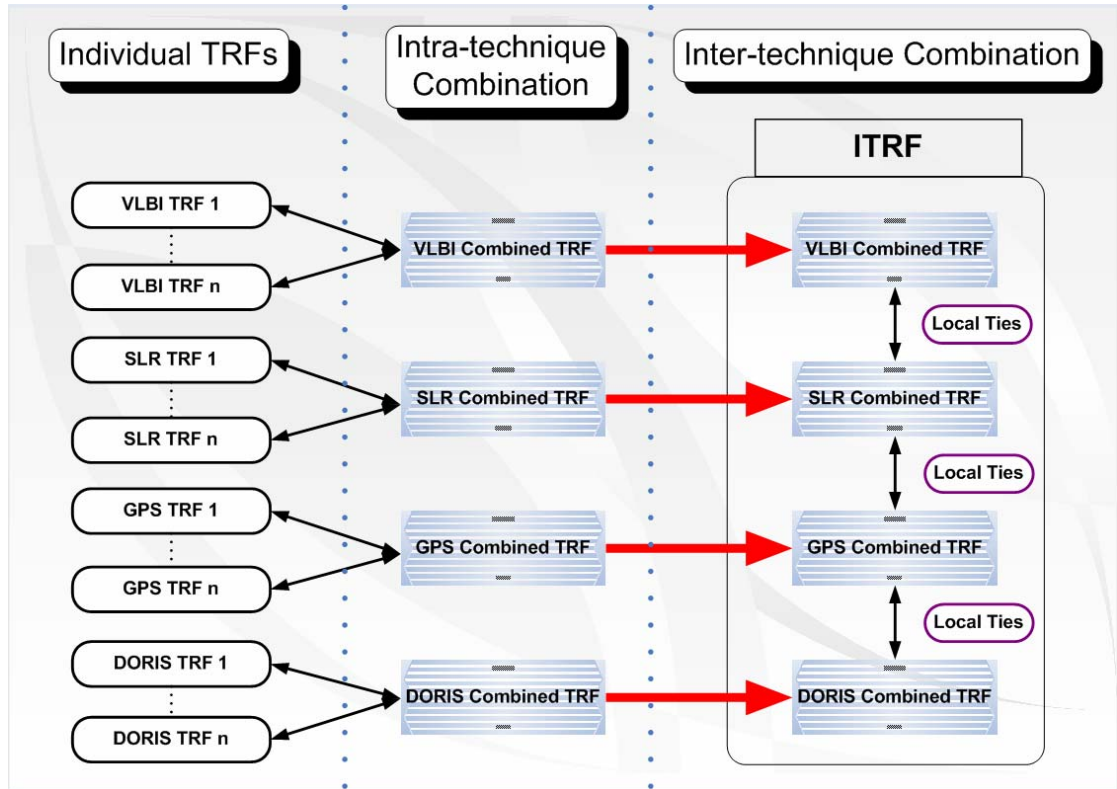 Individual TRFs
Intra-technique
Combination
Inter-technique Combination
ITRF
VLBI TRF 1
VLBI TRF n
VLBI Combined TRF
VLBI Combined TRF
Local Ties
SLR TRF 1
SLR TRF n
SLR Combined TRF
SLR Combined TRF
Local Ties
GPS TRF 1
GPS TRF n
GPS Combined TRF
GPS Combined TRF
Local Ties
DORIS TRF 1
DORIS TRF n
DORIS Combined TRF
DORIS Combined TRF